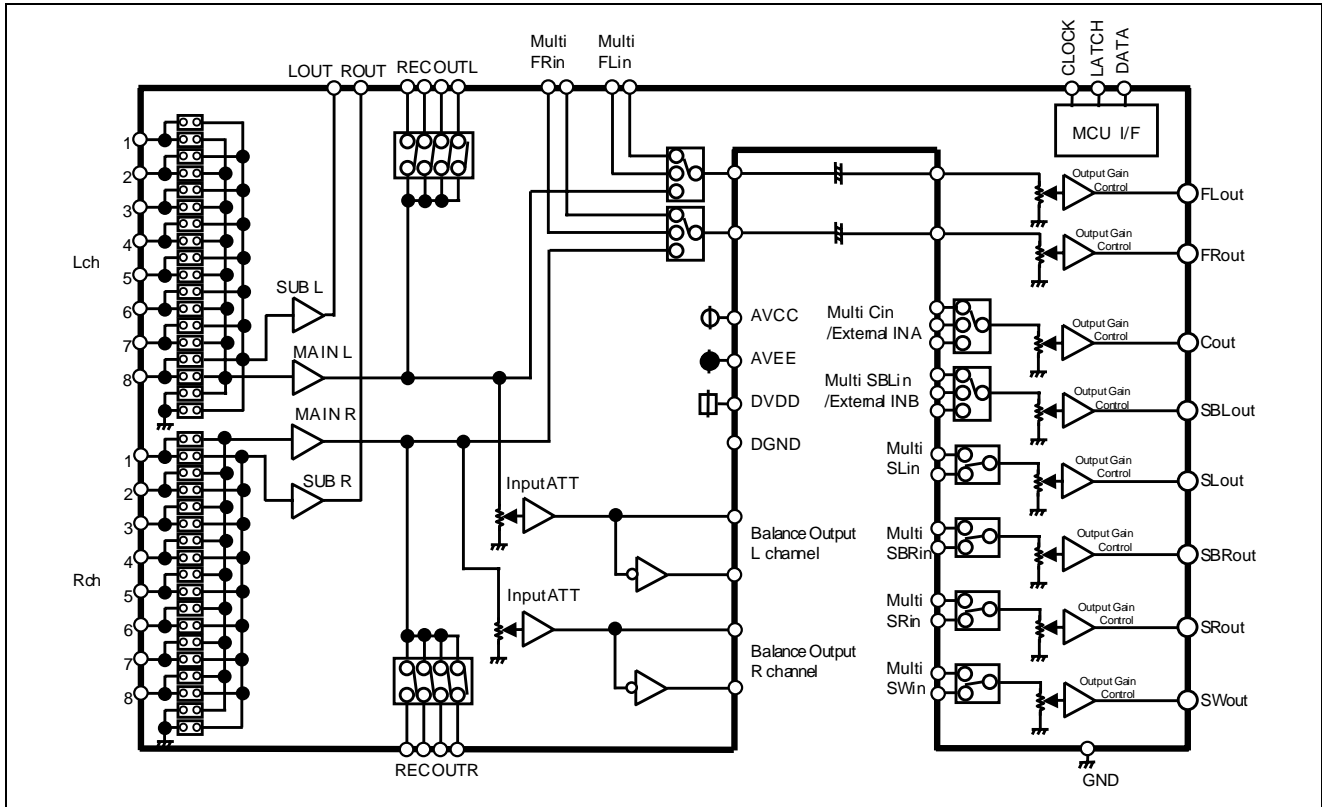 Multi
FRin
Multi
FLin
CLOCK
LATCH
DATA
LOUT ROUT
RECOUTL
MCU I/F
Lch
1
2
3
4
5
6
7
8
SUB L
MAIN L
MAIN R
SUB R
Rch
1
2
3
4
5
6
7
8
InputATT
InputATT
RECOUTR
AVCC
AVEE
DVDD
DGND
Balance Output
L channel
Balance Output
R channel
Multi Cin
/External INA
Multi SBLin
/External INB
Multi
SLin
Multi
SBRin
Multi
SRin
Multi
SWin
Output Gain
Control
FLout
Output Gain
Control
FRout
Output Gain
Control
Cout
Output Gain
Control
SBLout
Output Gain
Control
SLout
Output Gain
Control
SBRout
Output Gain
Control
SRout
Output Gain
Control
SWout
GND